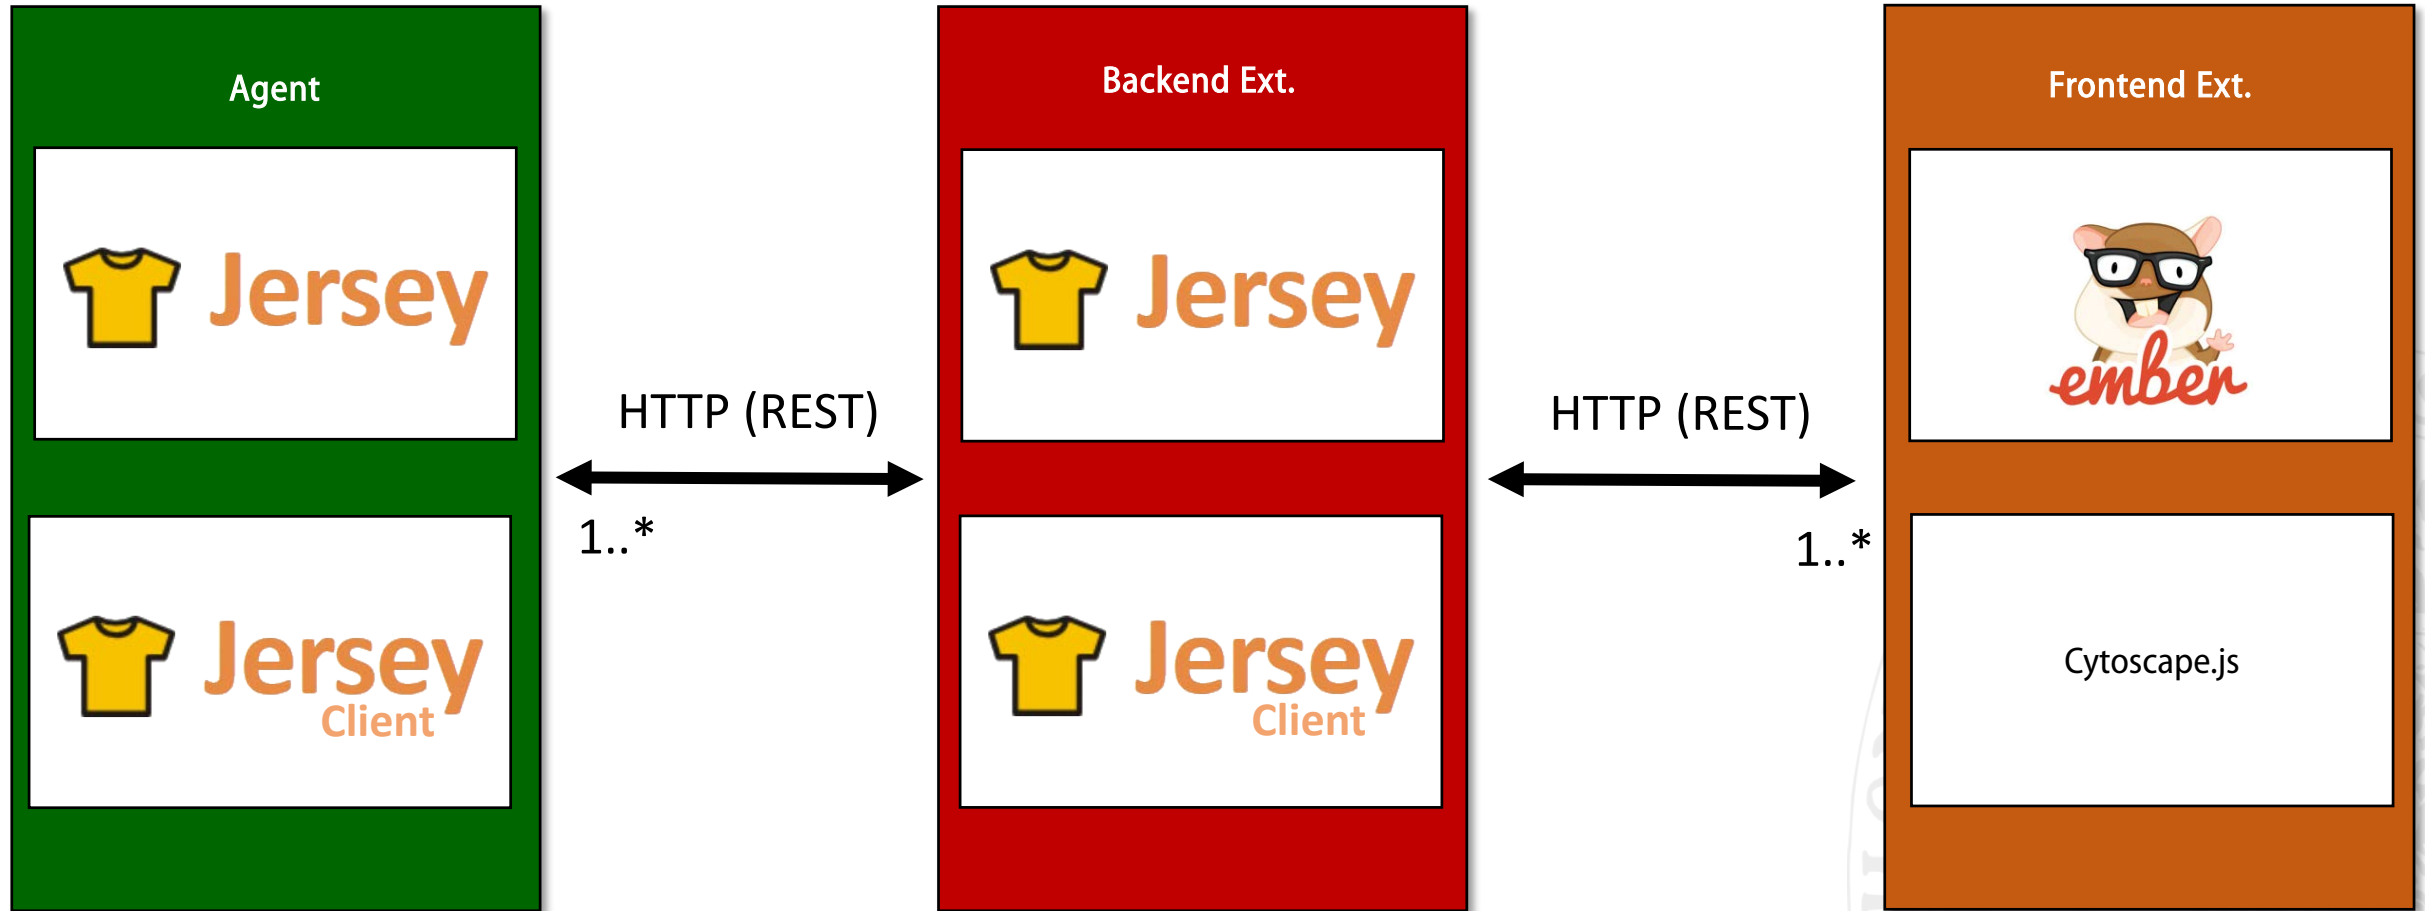 Agent
Jersey
Jersey
Client
HTTP (REST)
1..*
Backend Ext.
Jersey
Jersey
Client
HTTP (REST)
1..*
Frontend Ext.
ember
Cytoscape.js